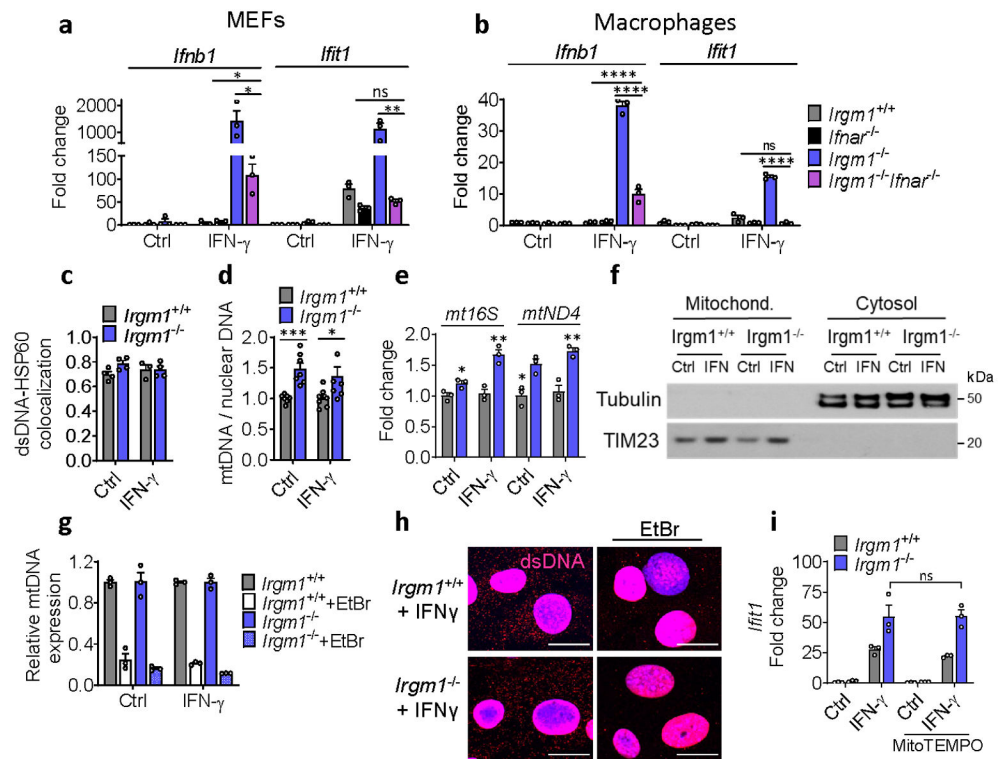 a
MEFs
Ifnb1
Ifit1
*
*
ns
**
Fold change
2000
1000
150
100
50
0
Ctrl
IFN-γ
Ctrl
IFN-γ
b
Macrophages
Ifnb1
Ifit1
****
****
ns
****
Fold change
40
30
20
10
0
Ctrl
IFN-γ
Ctrl
IFN-γ
Irgm1+/+
Ifnar-/-
Irgm1-/-
Irgm1-/-Ifnar-/-
c
Irgm1+/+
Irgm1-/-
dsDNA-HSP60
colocalization
1.0
0.8
0.6
0.4
0.2
0.0
Ctrl
IFN-γ
d
Irgm1+/+
Irgm1-/-
***
*
mtDNA / nuclear DNA
2.0
1.5
1.0
0.5
0.0
Ctrl
IFN-γ
e
mt16S
mtND4
*
**
*
**
Fold change
2.0
1.5
1.0
0.5
0.0
Ctrl
IFN-γ
Ctrl
IFN-γ
f
Mitochond.
Cytosol
Irgm1+/+
Irgm1-/-
Irgm1+/+
Irgm1-/-
Ctrl IFN Ctrl IFN
Ctrl IFN Ctrl IFN
kDa
Tubulin
50
TIM23
20
g
Relative mtDNA
expression
1.2
0.8
0.4
0.0
Ctrl
IFN-γ
Irgm1+/+
Irgm1+/++EtBr
Irgm1-/-
Irgm1-/-+EtBr
h
EtBr
dsDNA
Irgm1+/+
+ IFNγ
Irgm1-/-
+ IFNγ
i
Irgm1+/+
Irgm1-/-
ns
Ifit1
Fold change
100
75
50
25
0
Ctrl
IFN-γ
Ctrl
IFN-γ
MitoTEMPO